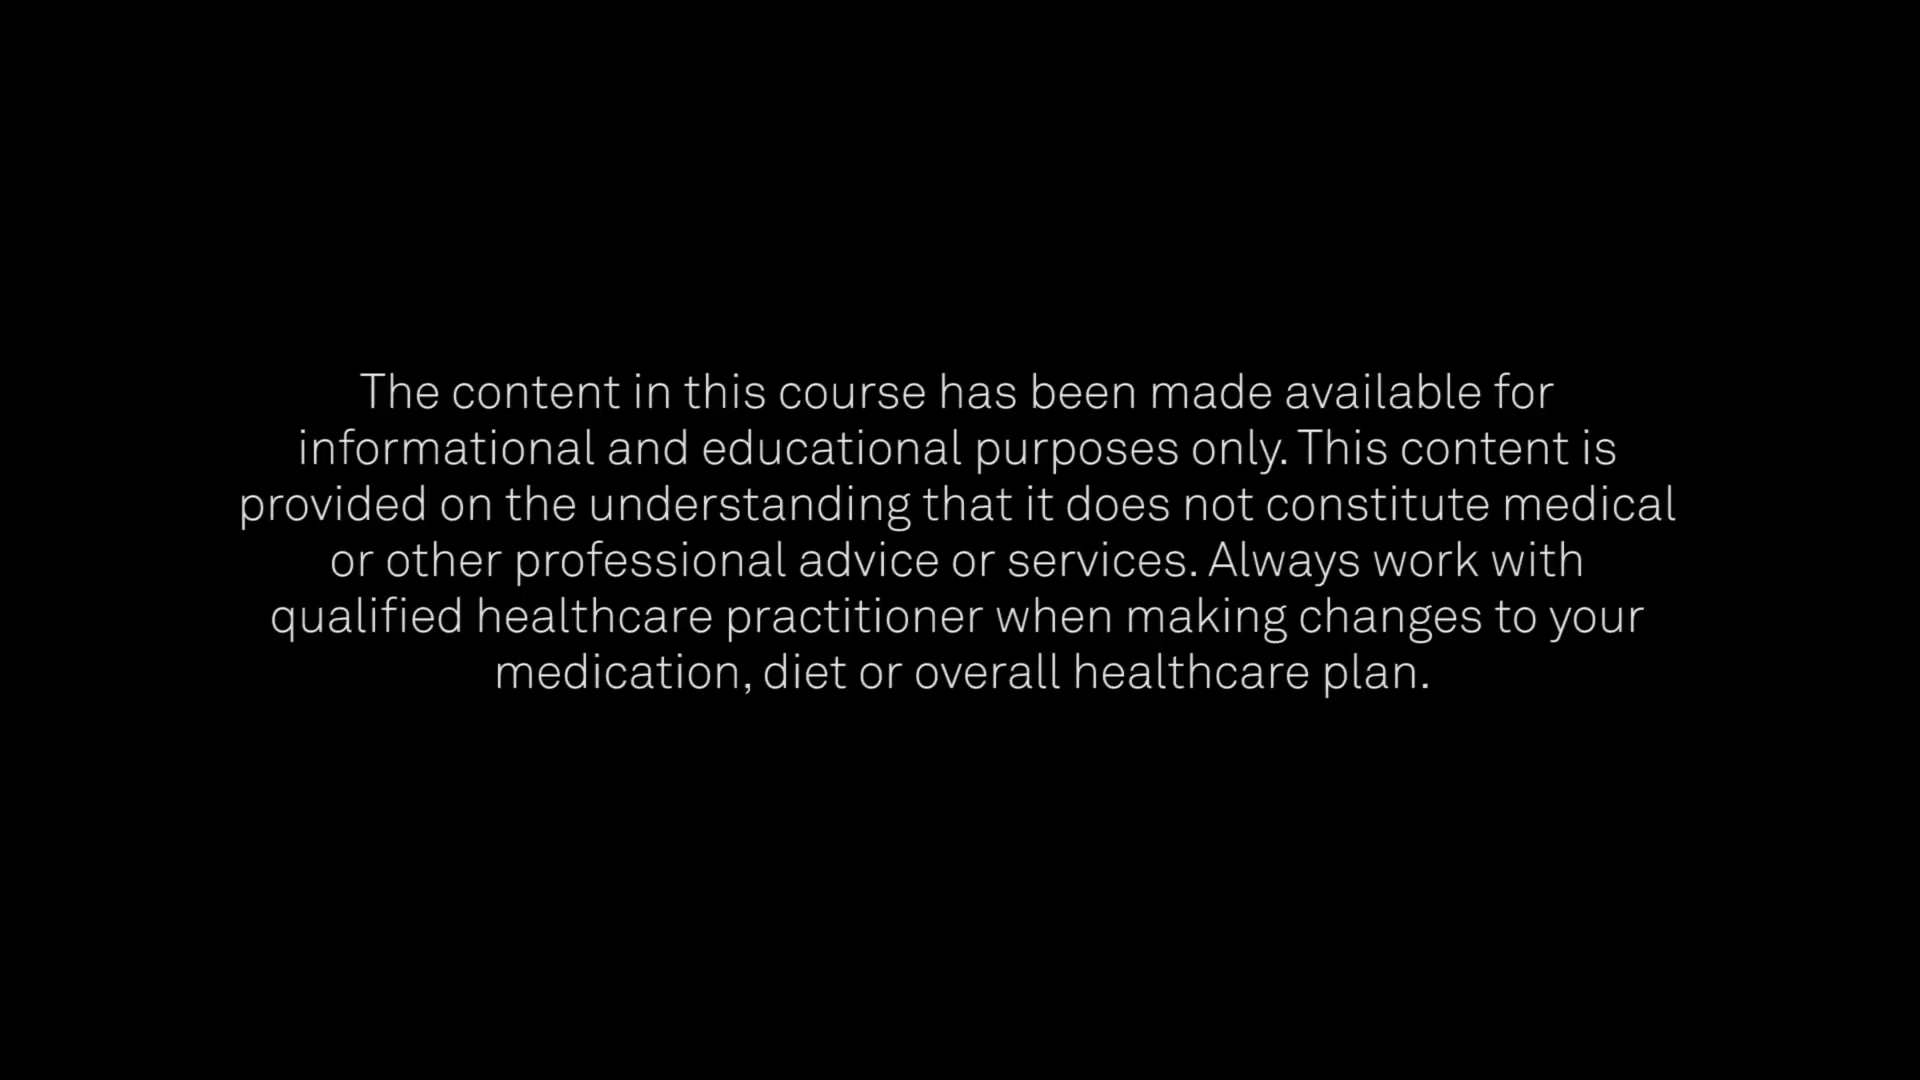 The content in this course has been made available for
informational and educational purposes only. This content is
provided on the understanding that it does not constitute medical
or other professional advice or services. Always work with
qualified healthcare practitioner when making changes to your
medication, diet or overall healthcare plan.